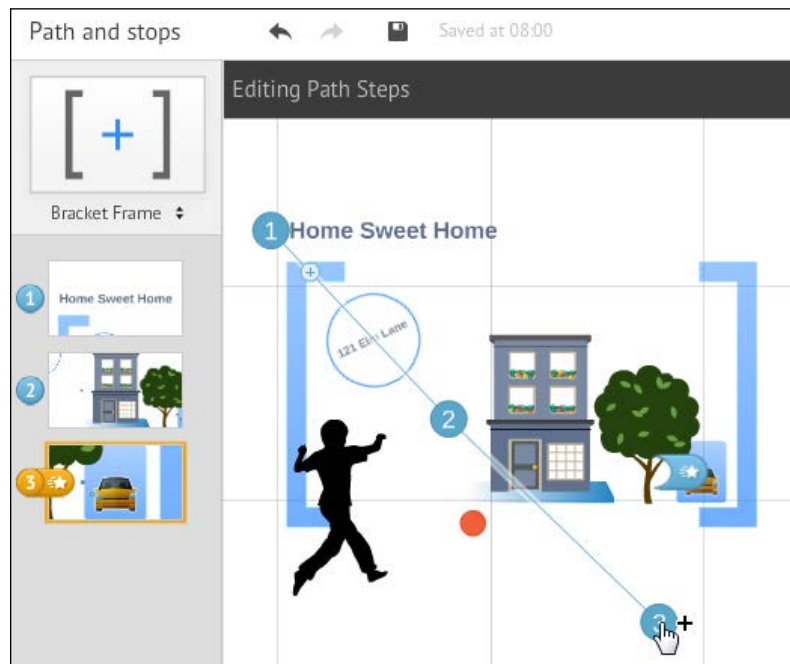 Path and stops
Saved at 08:00
Editing Path Steps
Bracket Frame
1 Home Sweet Home
1 Home Sweet Home
121 Elm Lane
2
2
3
3